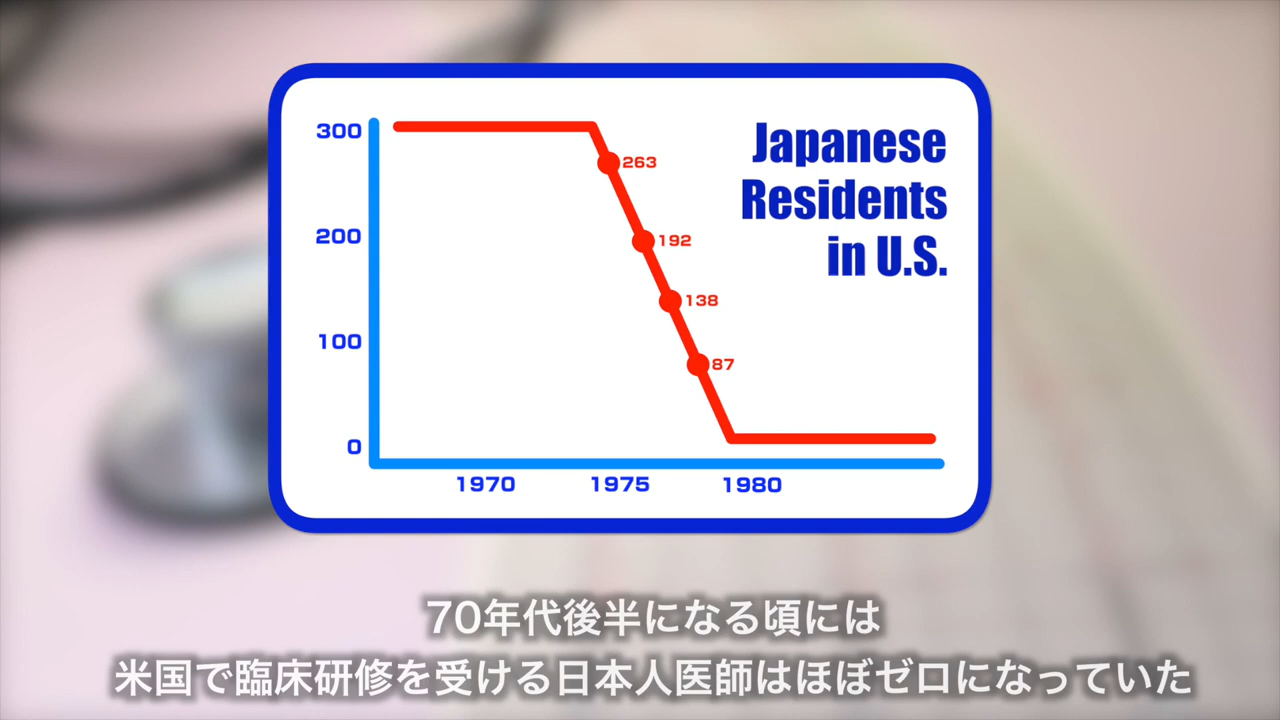 Japanese
Residents
in U.S.
300
200
100
0
263
192
138
87
1970 1975 1980
70年代後半になる頃には
米国で臨床研修を受ける日本人医師はほぼゼロになっていた